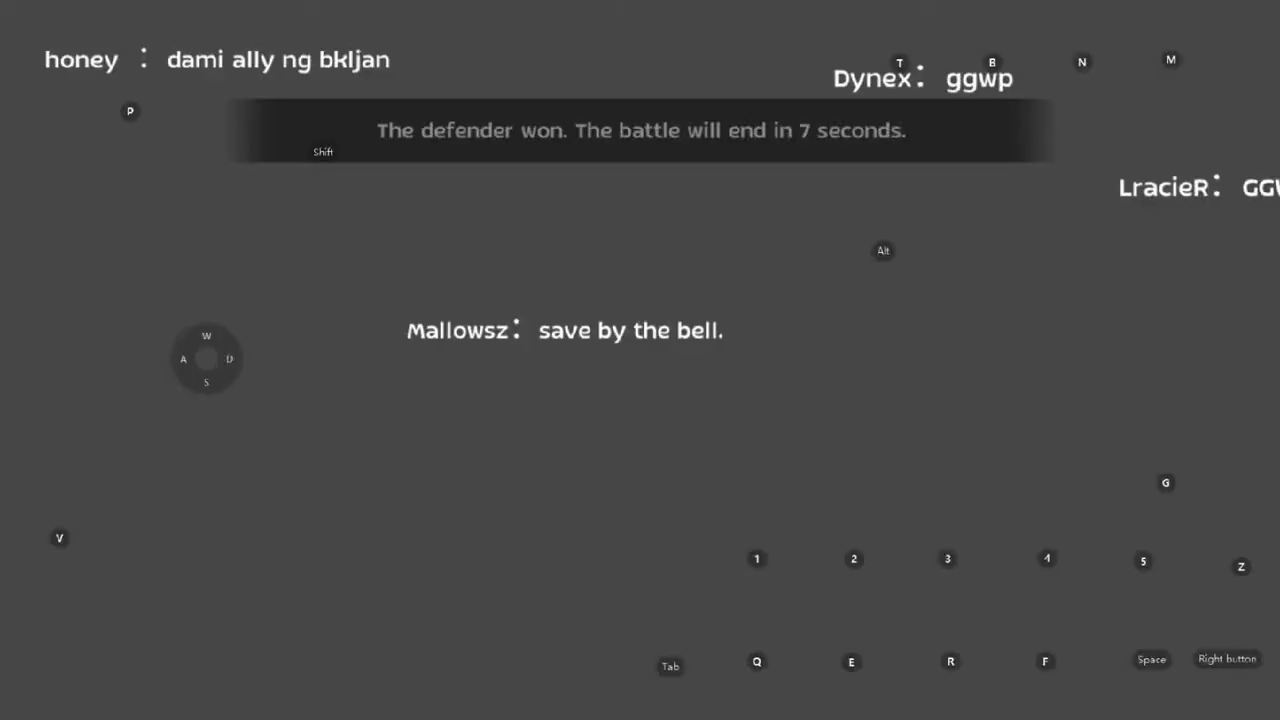 honey : dami ally ng bkljan
T B N M
Dynex: ggwp
P
The defender won. The battle will end in 7 seconds.
Shift
LracieR: GGW
Alt
Mallowsz: save by the bell.
W
A D
S
G
V
1 2 3 4 5 Z
Tab Q E R F Space Right button